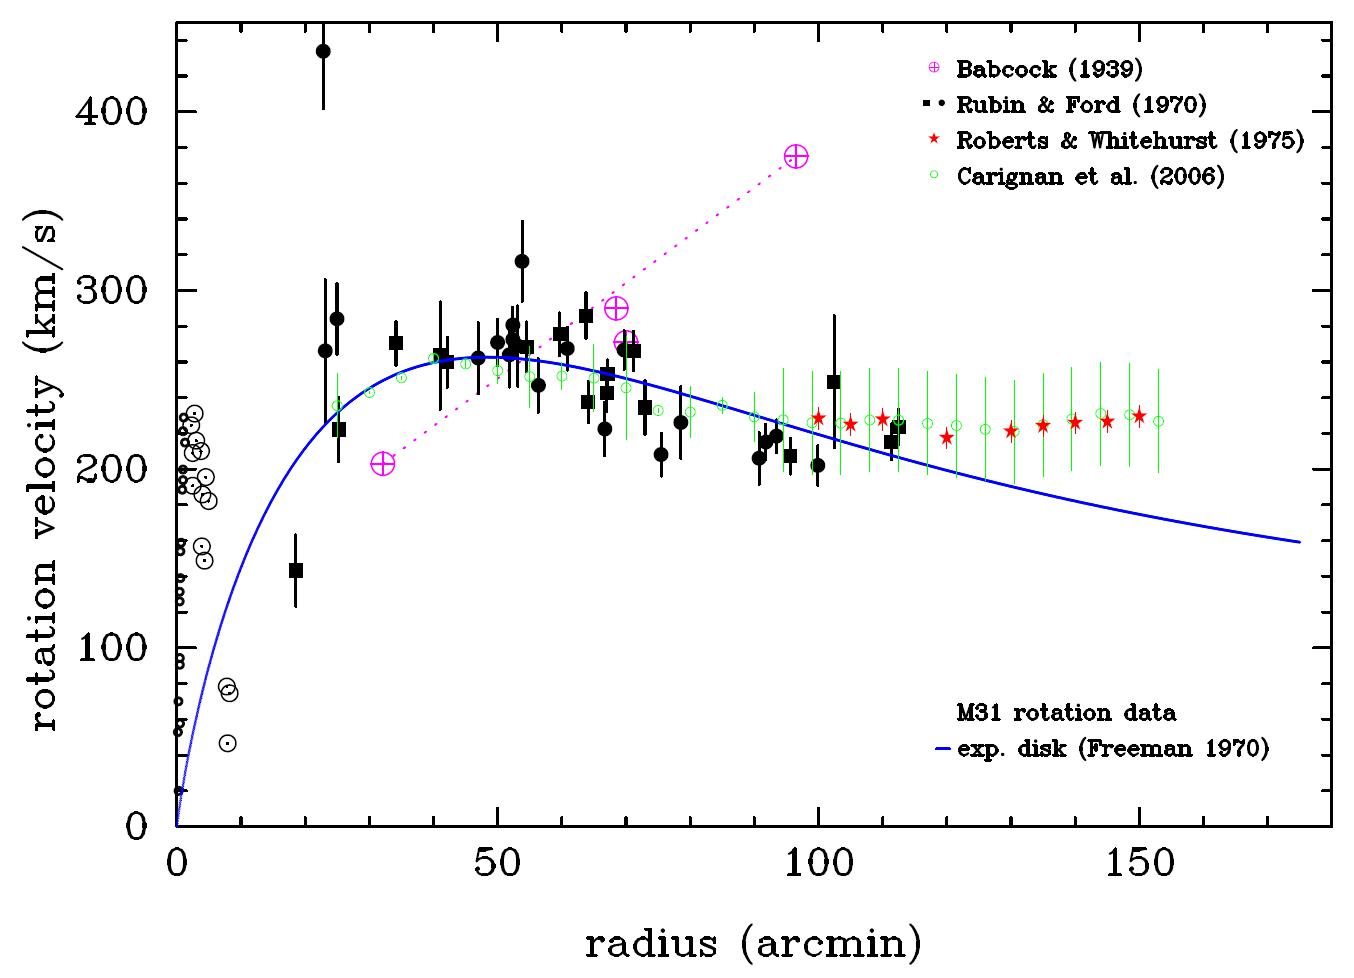 Babcock (1939)
Rubin & Ford (1970)
Roberts & Whitehurst (1975)
Carignan et al. (2006)
M31 rotation data
exp. disk (Freeman 1970)
rotation velocity (km/s)
400
300
200
100
0
0 50 100 150
radius (arcmin)